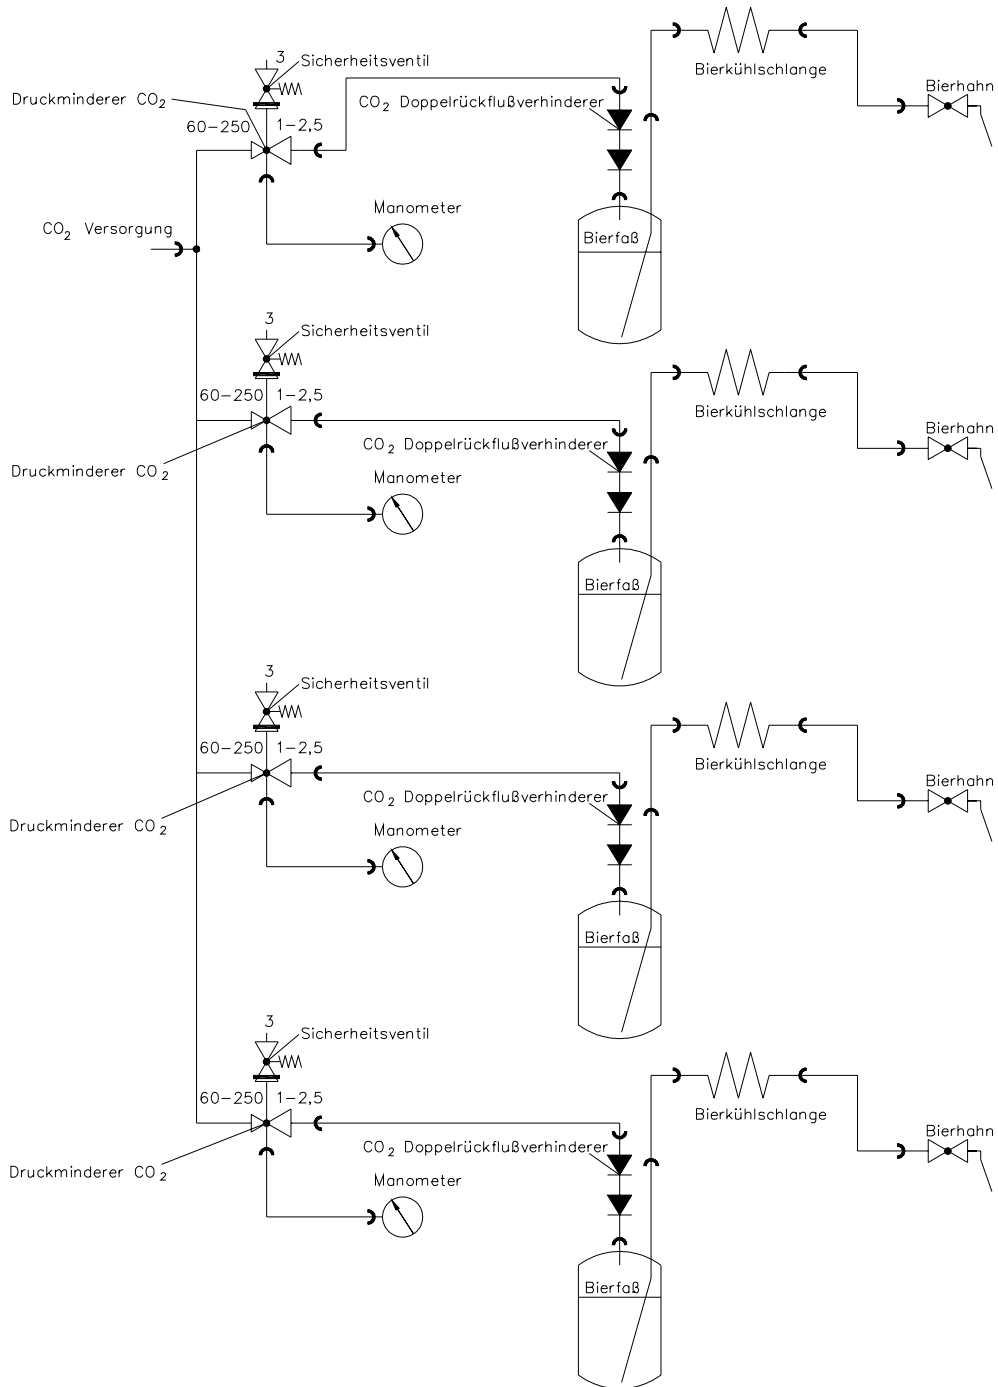 3
Sicherheitsventil
Bierkühlschlange
Bierhahn
Druckminderer CO₂
CO₂ Doppelrückflußverhinderer
60-250
1-2,5
Manometer
CO₂ Versorgung
Bierfaß
3
Sicherheitsventil
60-250
1-2,5
Bierkühlschlange
Bierhahn
CO₂ Doppelrückflußverhinderer
Druckminderer CO₂
Manometer
Bierfaß
3
Sicherheitsventil
60-250
1-2,5
Bierkühlschlange
Bierhahn
CO₂ Doppelrückflußverhinderer
Druckminderer CO₂
Manometer
Bierfaß
3
Sicherheitsventil
60-250
1-2,5
Bierkühlschlange
Bierhahn
CO₂ Doppelrückflußverhinderer
Druckminderer CO₂
Manometer
Bierfaß